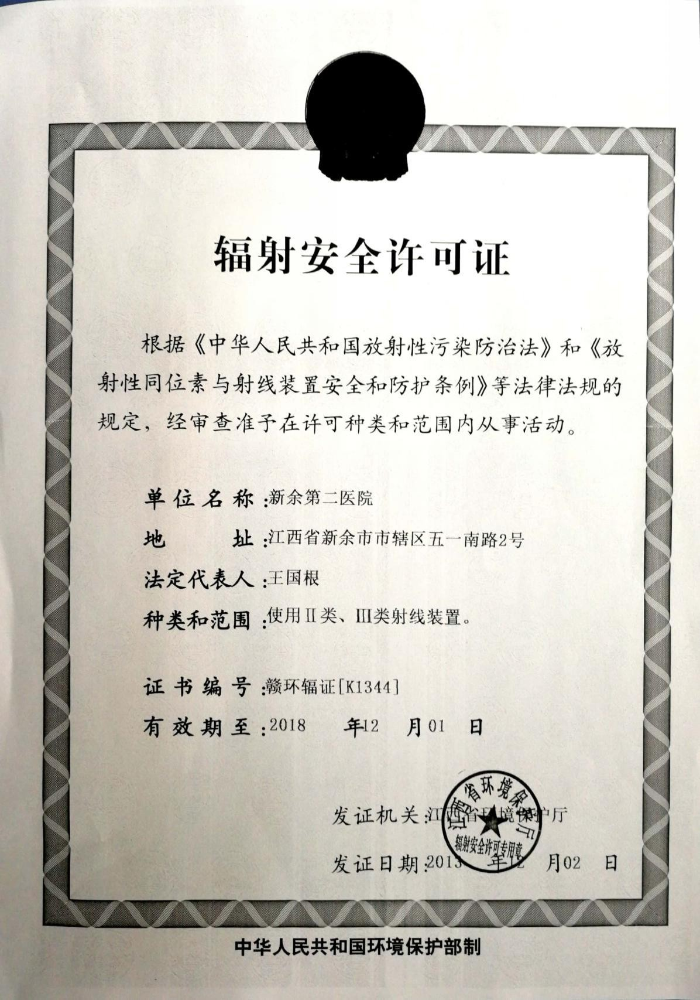 辐射安全许可证
根据《中华人民共和国放射性污染防治法》和《放
射性同位素与射线装置安全和防护条例》等法律法规的
规定，经审查准予在许可种类和范围内从事活动。
单位名称：新余第二医院
地址：江西省新余市市辖区五一南路2号
法定代表人：王国根
种类和范围：使用Ⅱ类、Ⅲ类射线装置。
证书编号：赣环辐证[K1344]
有效期至：2018 年12 月01 日
发证机关：江西省环境保护厅
发证日期：2013 年12 月02 日
江西省环境保护厅
辐射安全许可专用章
中华人民共和国环境保护部制